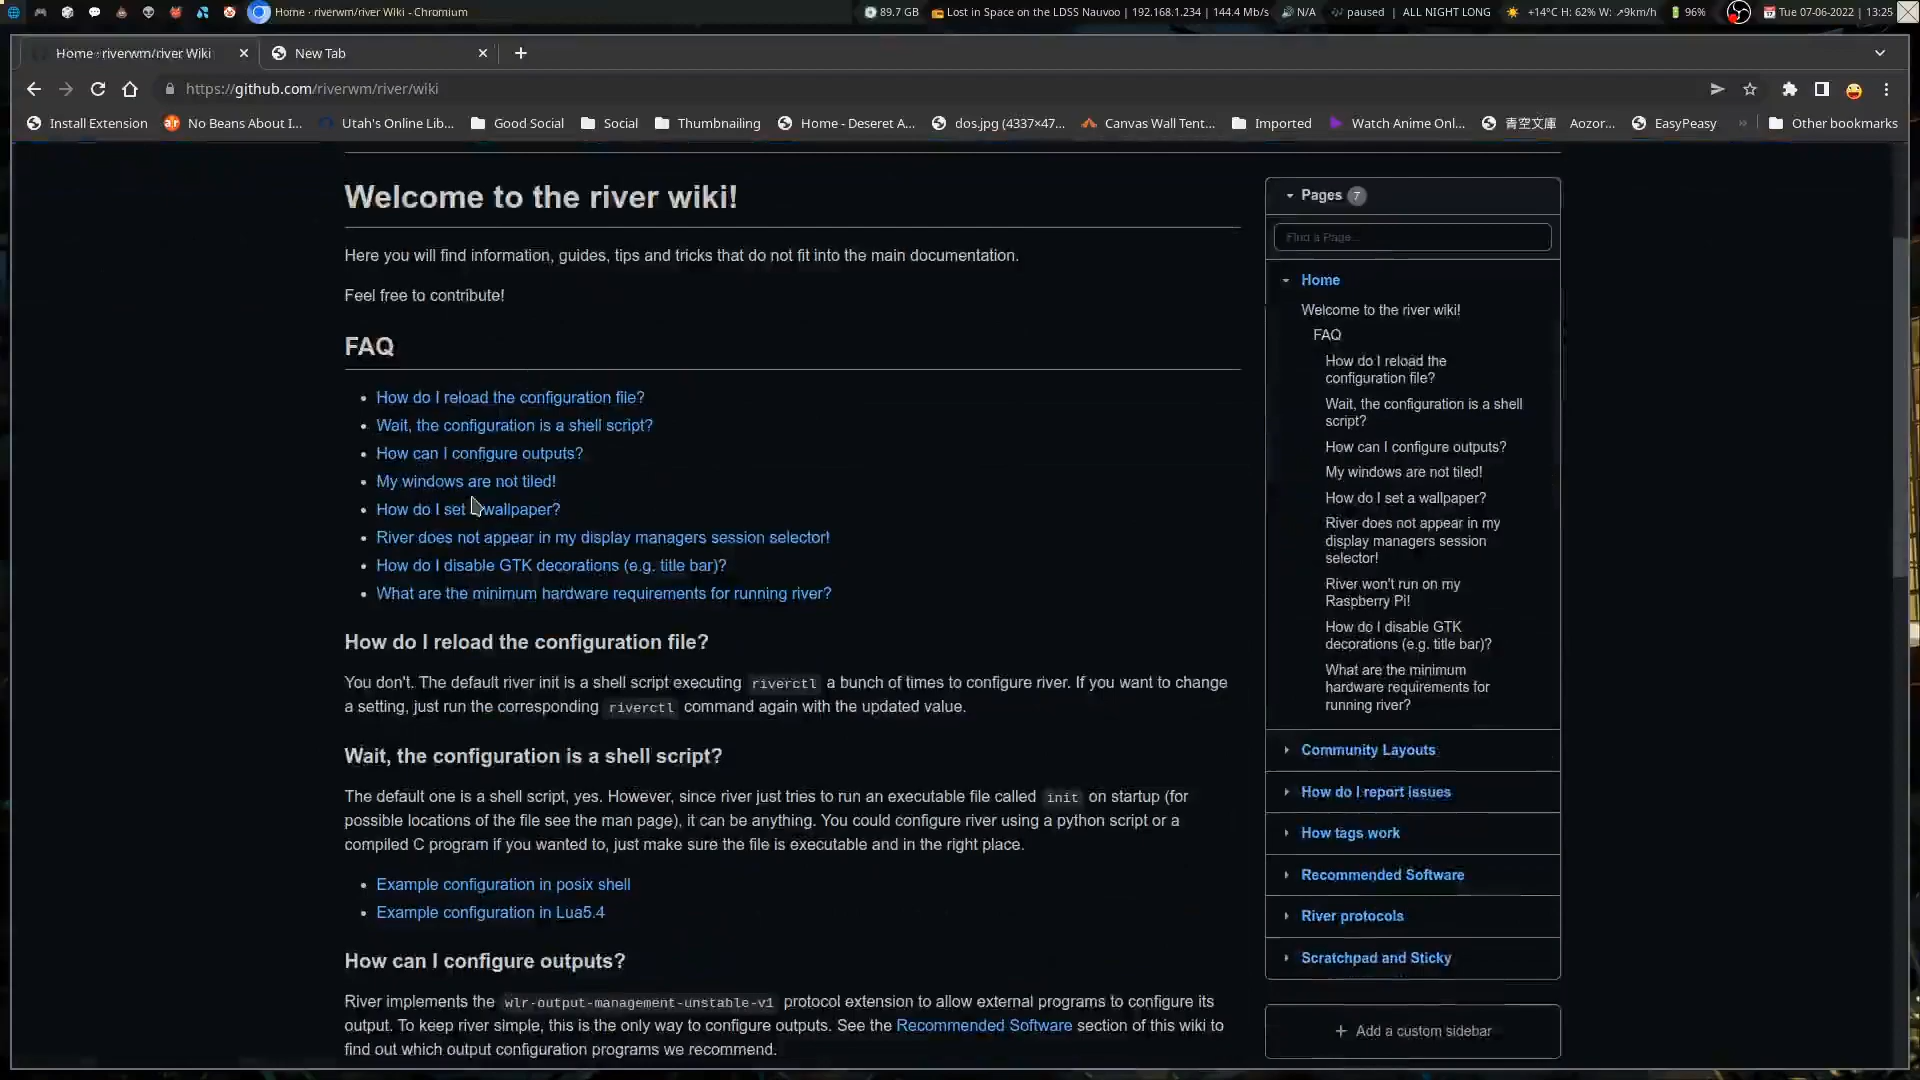 Home · riverwm/river Wiki - Chromium
89.7 GB
Lost in Space on the LDSS Nauvoo | 192.168.1.234 | 144.4 Mb/s
N/A
paused | ALL NIGHT LONG
+14°C H: 62% W: ↗9km/h
96%
Tue 07-06-2022 | 13:25
Home · riverwm/river Wiki
New Tab
https://github.com/riverwm/river/wiki
Install Extension
No Beans About I...
Utah's Online Lib...
Good Social
Social
Thumbnailing
Home - Deseret A...
dos.jpg (4337×47...
Canvas Wall Tent...
Imported
Watch Anime Onl...
青空文庫 Aozor...
EasyPeasy
»
Other bookmarks
Welcome to the river wiki!
Here you will find information, guides, tips and tricks that do not fit into the main documentation.
Feel free to contribute!
FAQ
• How do I reload the configuration file?
• Wait, the configuration is a shell script?
• How can I configure outputs?
• My windows are not tiled!
• How do I set wallpaper?
• River does not appear in my display managers session selector!
• How do I disable GTK decorations (e.g. title bar)?
• What are the minimum hardware requirements for running river?
How do I reload the configuration file?
You don't. The default river init is a shell script executing riverctl a bunch of times to configure river. If you want to change
a setting, just run the corresponding riverctl command again with the updated value.
Wait, the configuration is a shell script?
The default one is a shell script, yes. However, since river just tries to run an executable file called init on startup (for
possible locations of the file see the man page), it can be anything. You could configure river using a python script or a
compiled C program if you wanted to, just make sure the file is executable and in the right place.
• Example configuration in posix shell
• Example configuration in Lua5.4
How can I configure outputs?
River implements the wlr-output-management-unstable-v1 protocol extension to allow external programs to configure its
output. To keep river simple, this is the only way to configure outputs. See the Recommended Software section of this wiki to
find out which output configuration programs we recommend.
Pages 7
Find a Page...
Home
Welcome to the river wiki!
FAQ
How do I reload the
configuration file?
Wait, the configuration is a shell
script?
How can I configure outputs?
My windows are not tiled!
How do I set a wallpaper?
River does not appear in my
display managers session
selector!
River won't run on my
Raspberry Pi!
How do I disable GTK
decorations (e.g. title bar)?
What are the minimum
hardware requirements for
running river?
Community Layouts
How do I report issues
How tags work
Recommended Software
River protocols
Scratchpad and Sticky
+ Add a custom sidebar